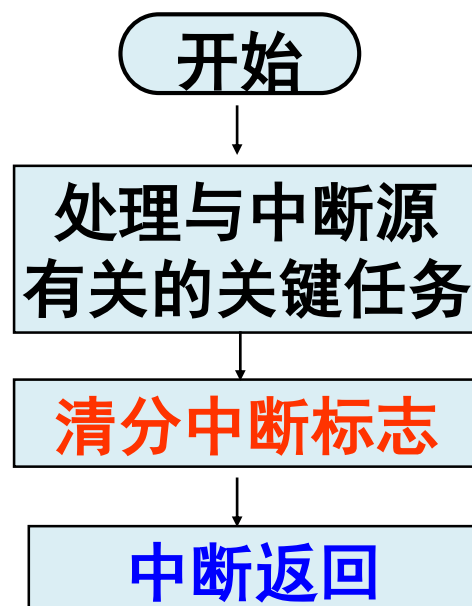 开始
处理与中断源
有关的关键任务
清分中断标志
中断返回